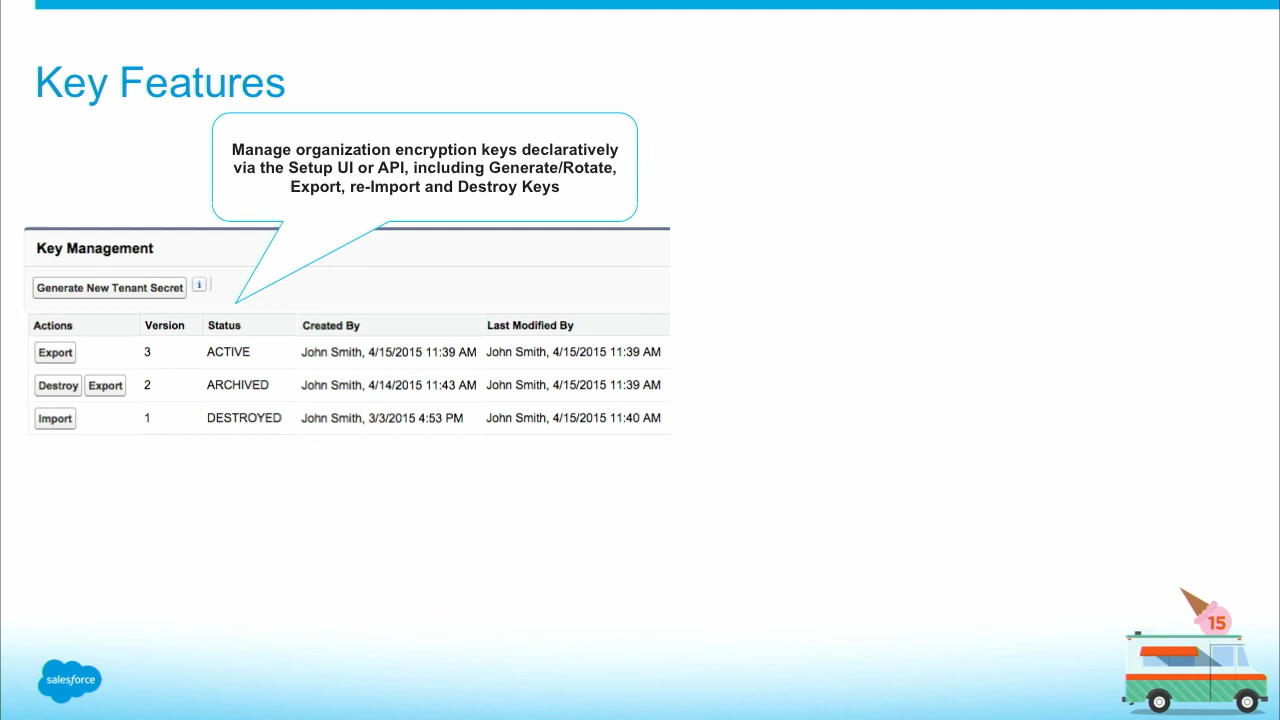 Key Features
Manage organization encryption keys declaratively
via the Setup UI or API, including Generate/Rotate,
Export, re-Import and Destroy Keys
Key Management
Generate New Tenant Secret i
Actions Version Status Created By Last Modified By
Export 3 ACTIVE John Smith, 4/15/2015 11:39 AM John Smith, 4/15/2015 11:39 AM
Destroy Export 2 ARCHIVED John Smith, 4/14/2015 11:43 AM John Smith, 4/15/2015 11:39 AM
Import 1 DESTROYED John Smith, 3/3/2015 4:53 PM John Smith, 4/15/2015 11:40 AM
15
salesforce